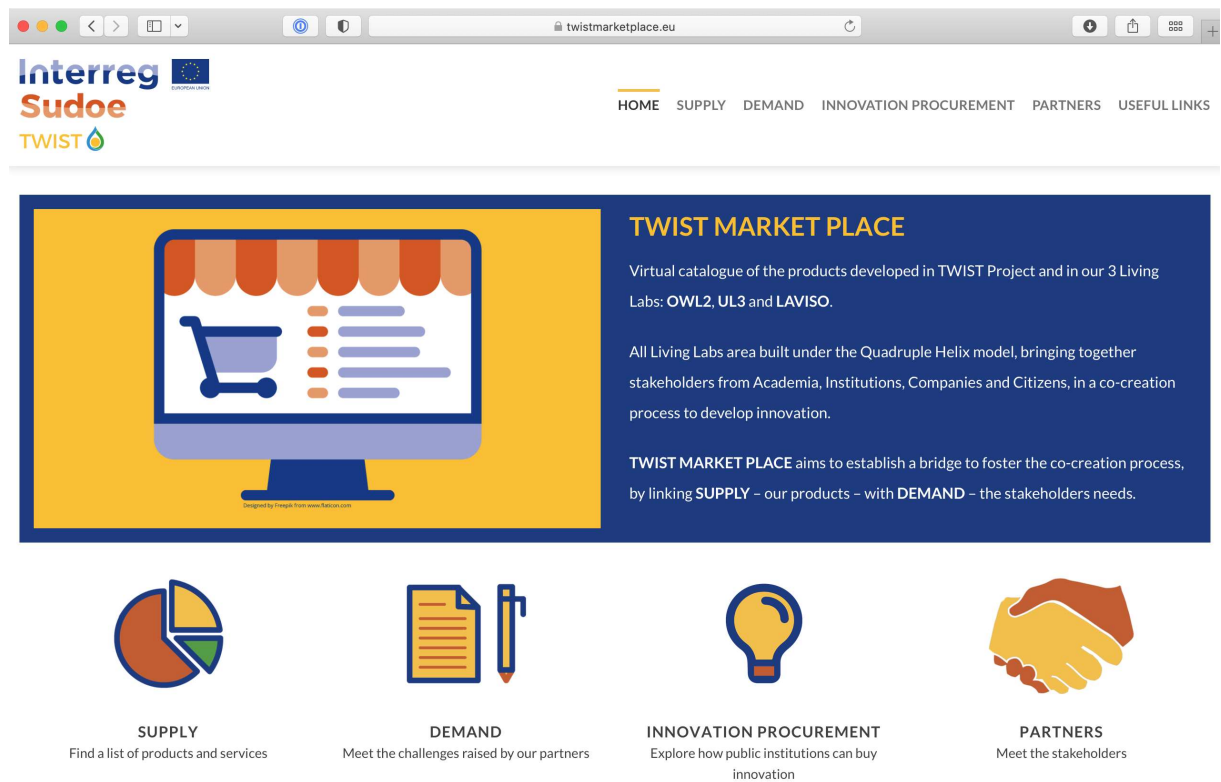 twistmarketplace.eu
Interreg
EUROPEAN UNION
Sudoe
TWIST
HOME SUPPLY DEMAND INNOVATION PROCUREMENT PARTNERS USEFUL LINKS
Designed by Freepik from www.flaticon.com
TWIST MARKET PLACE
Virtual catalogue of the products developed in TWIST Project and in our 3 Living
Labs: OWL2, UL3 and LAVISO.
All Living Labs area built under the Quadruple Helix model, bringing together
stakeholders from Academia, Institutions, Companies and Citizens, in a co-creation
process to develop innovation.
TWIST MARKET PLACE aims to establish a bridge to foster the co-creation process,
by linking SUPPLY – our products – with DEMAND – the stakeholders needs.
SUPPLY
Find a list of products and services
DEMAND
Meet the challenges raised by our partners
INNOVATION PROCUREMENT
Explore how public institutions can buy
innovation
PARTNERS
Meet the stakeholders